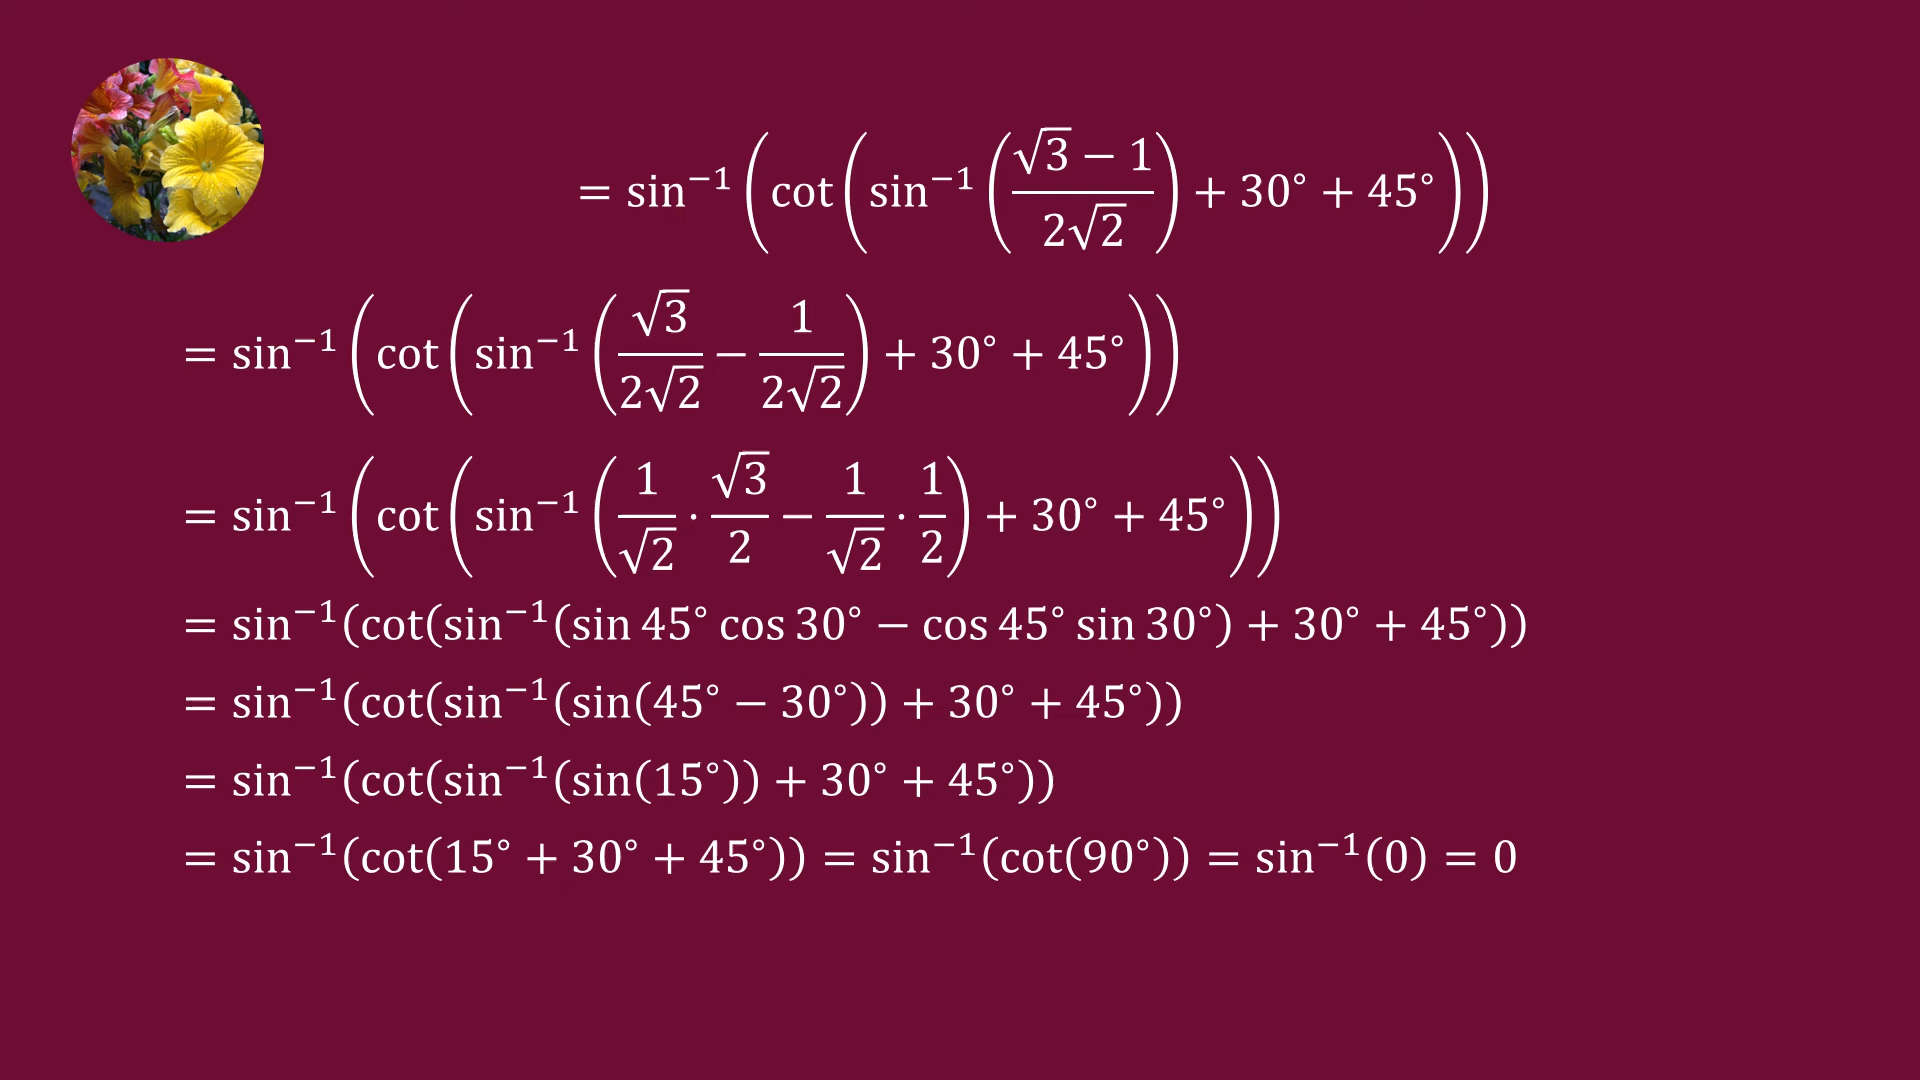 = sin⁻¹(cot(sin⁻¹((√3 − 1)/(2√2)) + 30° + 45°))
= sin⁻¹(cot(sin⁻¹(√3/(2√2) − 1/(2√2)) + 30° + 45°))
= sin⁻¹(cot(sin⁻¹(1/√2 · √3/2 − 1/√2 · 1/2) + 30° + 45°))
= sin⁻¹(cot(sin⁻¹(sin 45° cos 30° − cos 45° sin 30°) + 30° + 45°))
= sin⁻¹(cot(sin⁻¹(sin(45° − 30°)) + 30° + 45°))
= sin⁻¹(cot(sin⁻¹(sin(15°)) + 30° + 45°))
= sin⁻¹(cot(15° + 30° + 45°)) = sin⁻¹(cot(90°)) = sin⁻¹(0) = 0